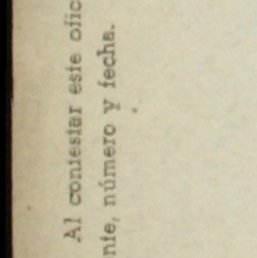 Al contestar este ofic
nte, número y fecha.